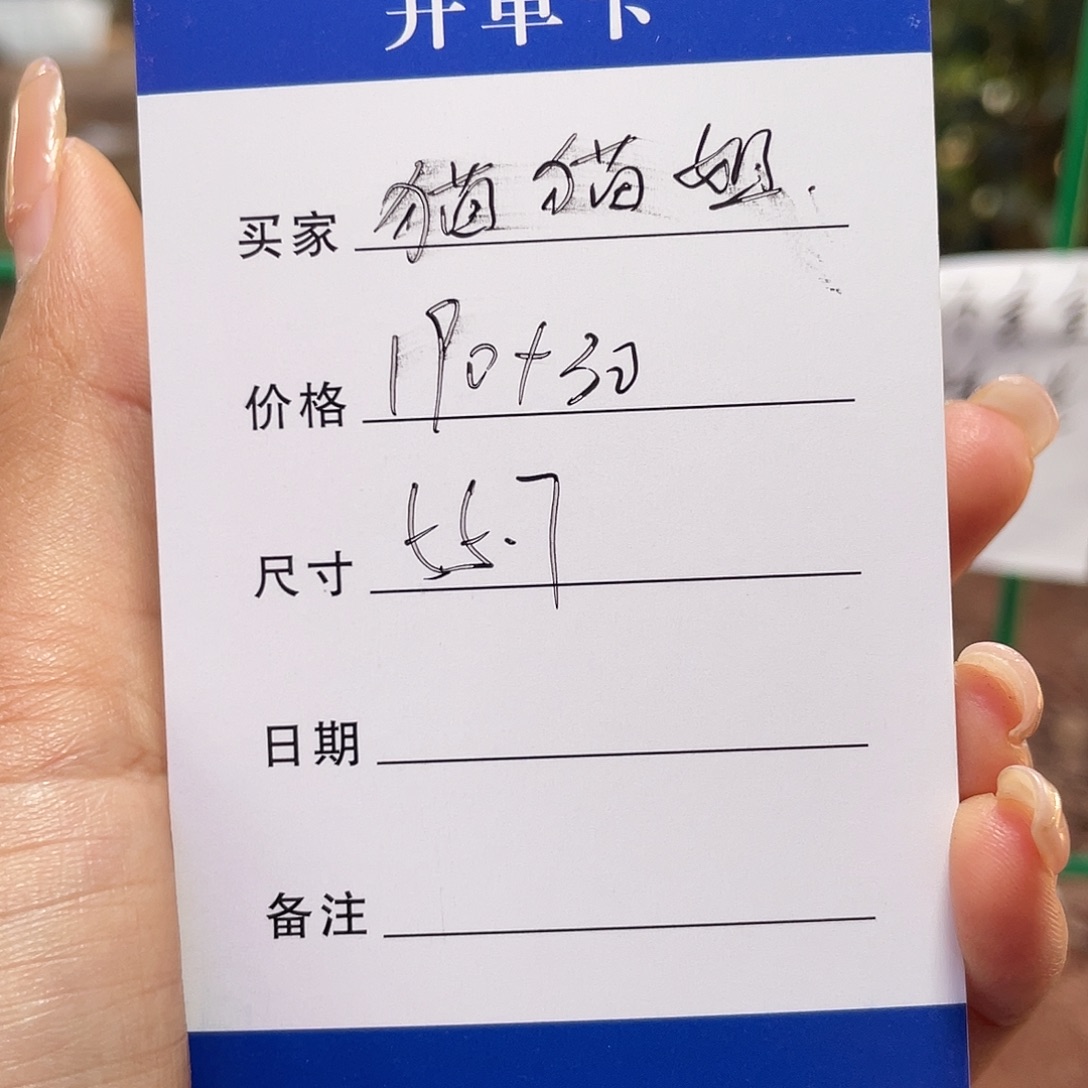 开单卡
买家 猫猫姐.
价格 190+30
尺寸 55.7
日期
备注